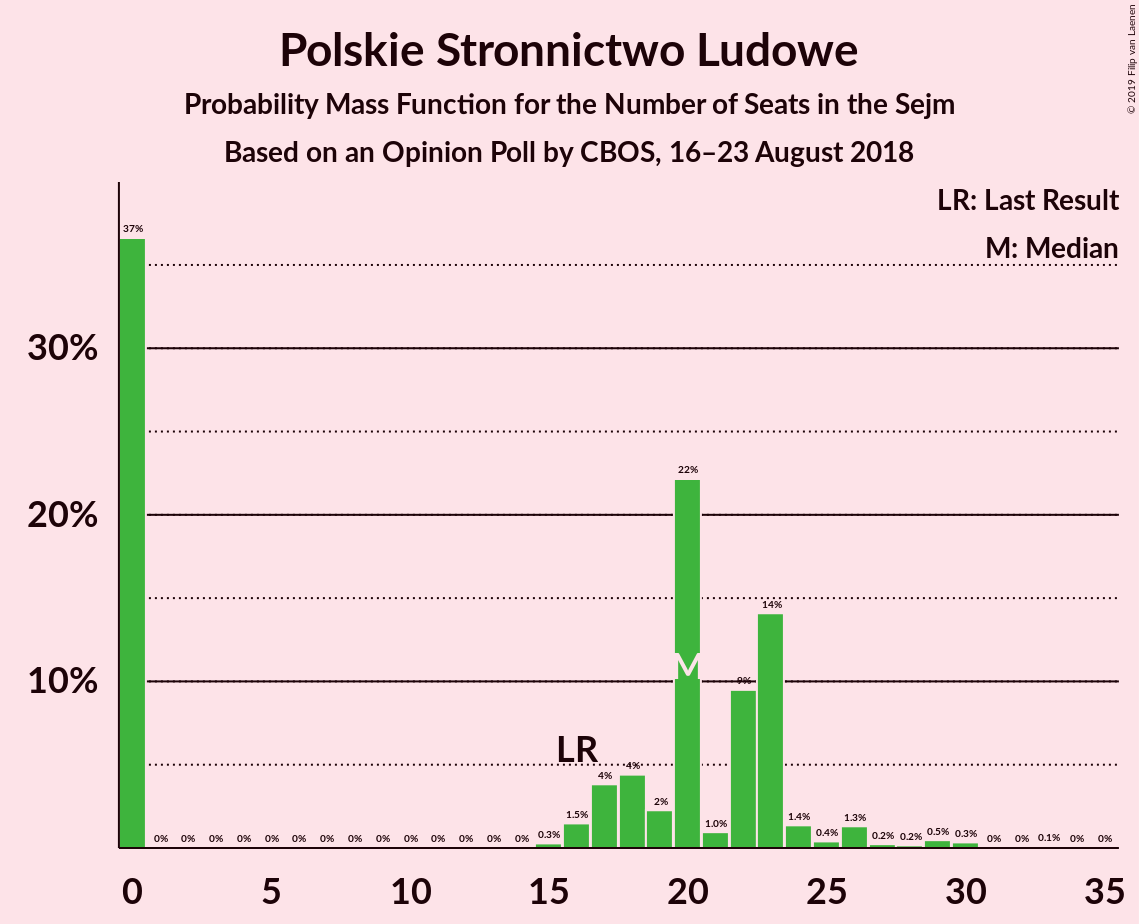 Polskie Stronnictwo Ludowe
Probability Mass Function for the Number of Seats in the Sejm
Based on an Opinion Poll by CBOS, 16–23 August 2018
© 2019 Filip van Laenen
LR: Last Result
M: Median
37%
30%
22%
20%
14%
M
10%
9%
LR
4%
4%
2%
1.5%
1.0%
1.4%
1.3%
0% 0% 0% 0% 0% 0% 0% 0% 0% 0% 0% 0% 0% 0% 0.3% 0.4% 0.2% 0.2% 0.5% 0.3% 0% 0% 0.1% 0% 0%
0 5 10 15 20 25 30 35